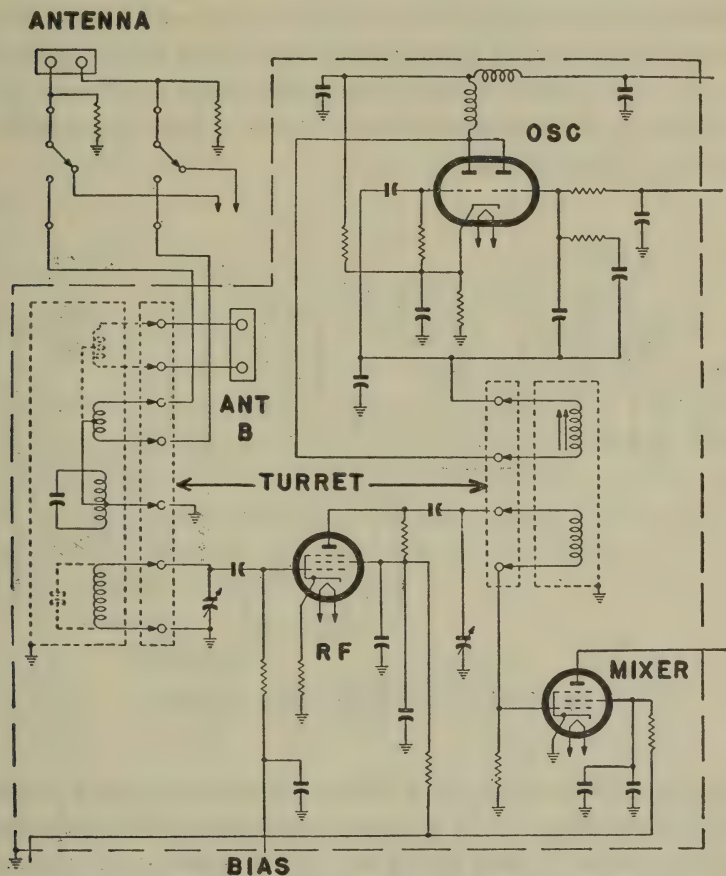 ANTENNA
OSC
ANT
B
TURRET
RF
MIXER
BIAS